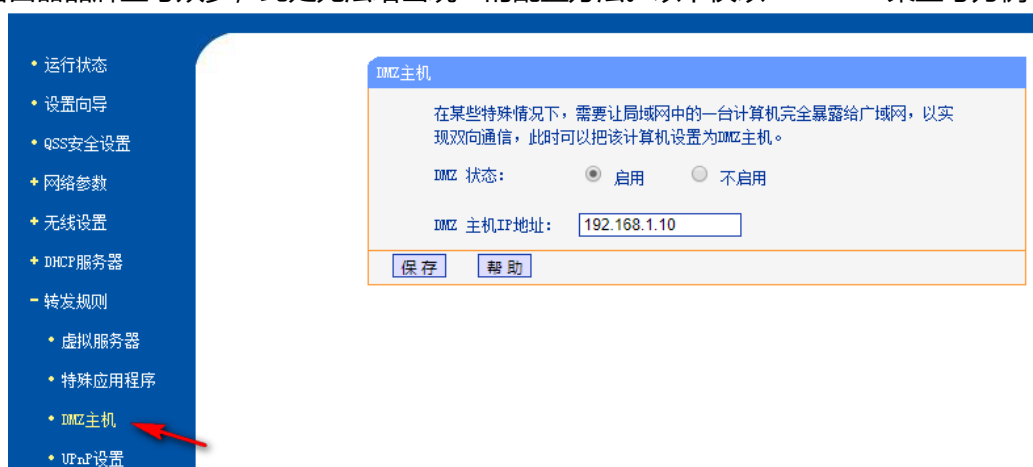 • 运行状态
• 设置向导
• QSS安全设置
+ 网络参数
+ 无线设置
+ DHCP服务器
- 转发规则
• 虚拟服务器
• 特殊应用程序
• DMZ主机
• UPnP设置
DMZ主机
在某些特殊情况下，需要让局域网中的一台计算机完全暴露给广域网，以实
现双向通信，此时可以把该计算机设置为DMZ主机。
DMZ 状态： 启用 不启用
DMZ 主机IP地址： 192.168.1.10
保存 帮助